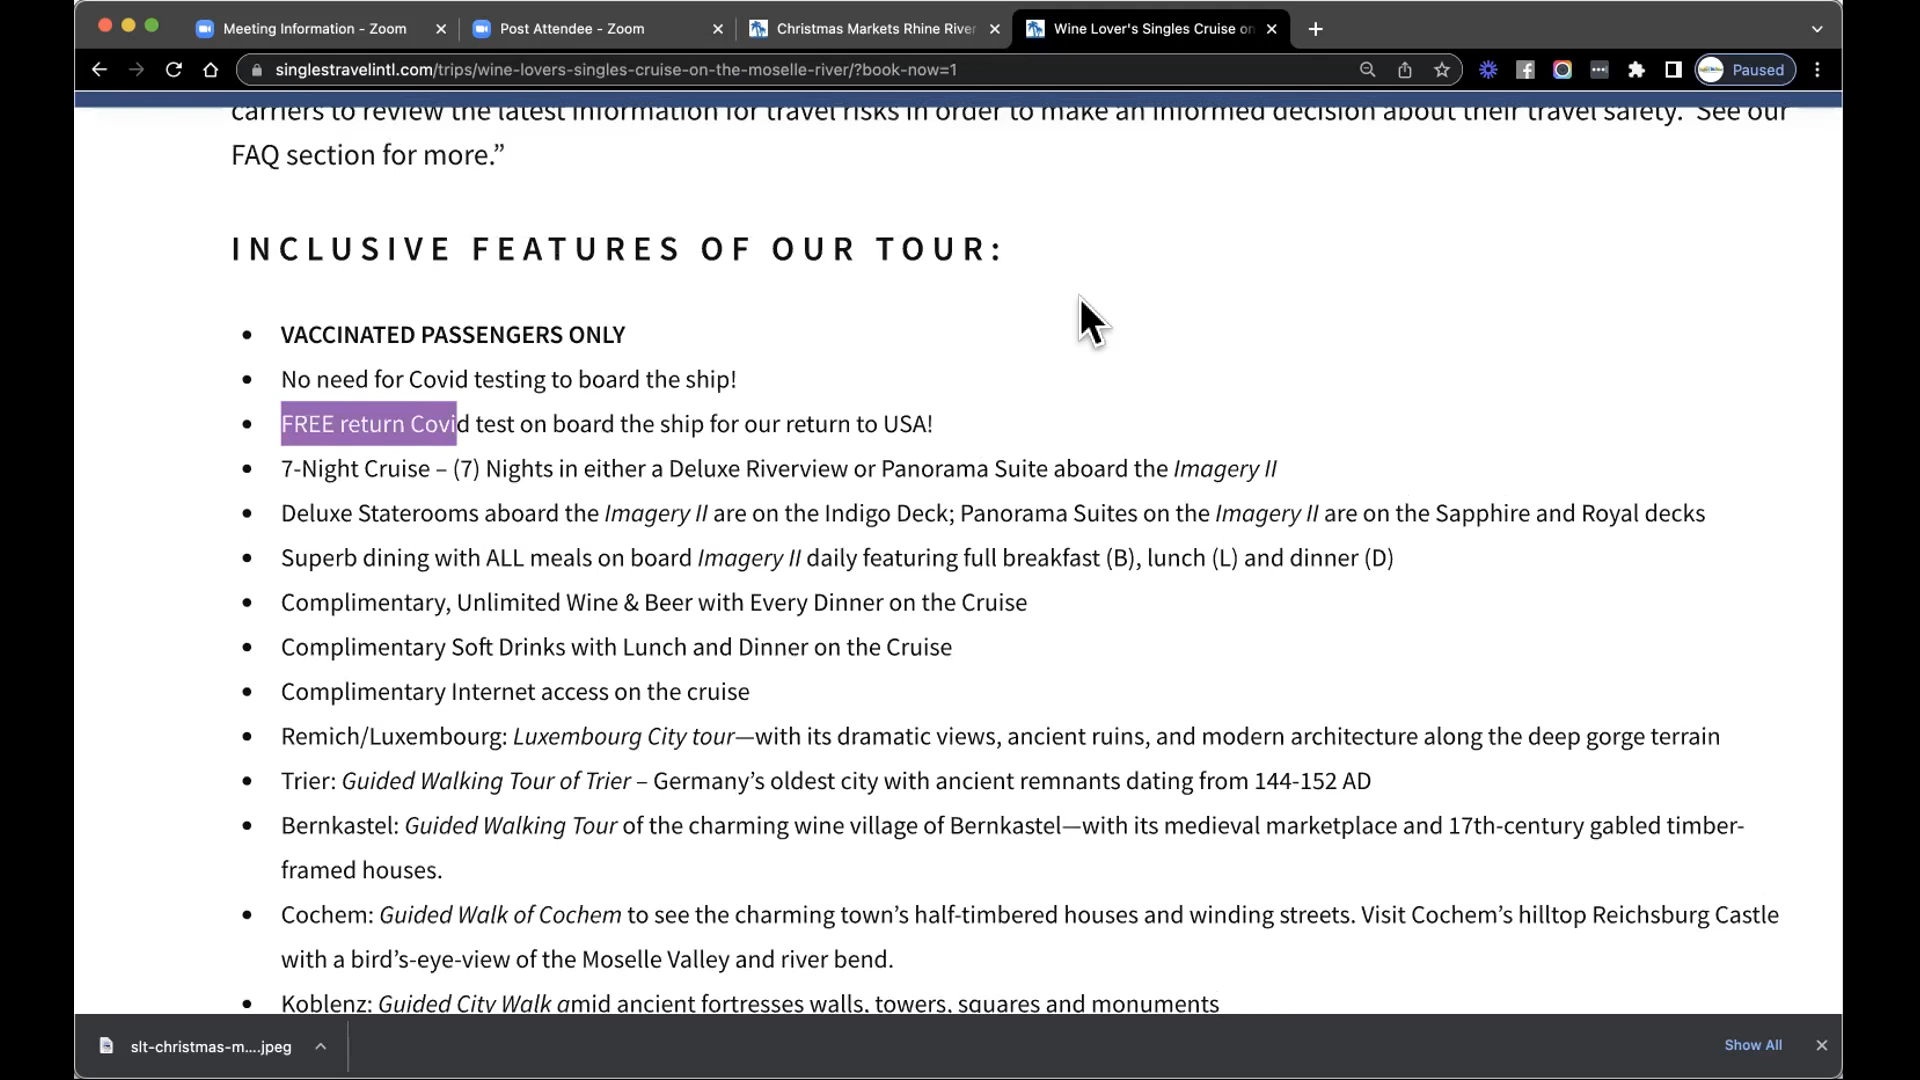 Meeting Information - Zoom
Post Attendee - Zoom
Christmas Markets Rhine River
Wine Lover's Singles Cruise on
singlestravelintl.com/trips/wine-lovers-singles-cruise-on-the-moselle-river/?book-now=1
Paused
carriers to review the latest information for travel risks in order to make an informed decision about their travel safety.  See our
FAQ section for more.”
INCLUSIVE FEATURES OF OUR TOUR:
VACCINATED PASSENGERS ONLY
No need for Covid testing to board the ship!
FREE return Covid test on board the ship for our return to USA!
7-Night Cruise – (7) Nights in either a Deluxe Riverview or Panorama Suite aboard the Imagery II
Deluxe Staterooms aboard the Imagery II are on the Indigo Deck; Panorama Suites on the Imagery II are on the Sapphire and Royal decks
Superb dining with ALL meals on board Imagery II daily featuring full breakfast (B), lunch (L) and dinner (D)
Complimentary, Unlimited Wine & Beer with Every Dinner on the Cruise
Complimentary Soft Drinks with Lunch and Dinner on the Cruise
Complimentary Internet access on the cruise
Remich/Luxembourg: Luxembourg City tour—with its dramatic views, ancient ruins, and modern architecture along the deep gorge terrain
Trier: Guided Walking Tour of Trier – Germany’s oldest city with ancient remnants dating from 144-152 AD
Bernkastel: Guided Walking Tour of the charming wine village of Bernkastel—with its medieval marketplace and 17th-century gabled timber-
framed houses.
Cochem: Guided Walk of Cochem to see the charming town’s half-timbered houses and winding streets. Visit Cochem’s hilltop Reichsburg Castle
with a bird’s-eye-view of the Moselle Valley and river bend.
Koblenz: Guided City Walk amid ancient fortresses walls, towers, squares and monuments
slt-christmas-m....jpeg
Show All